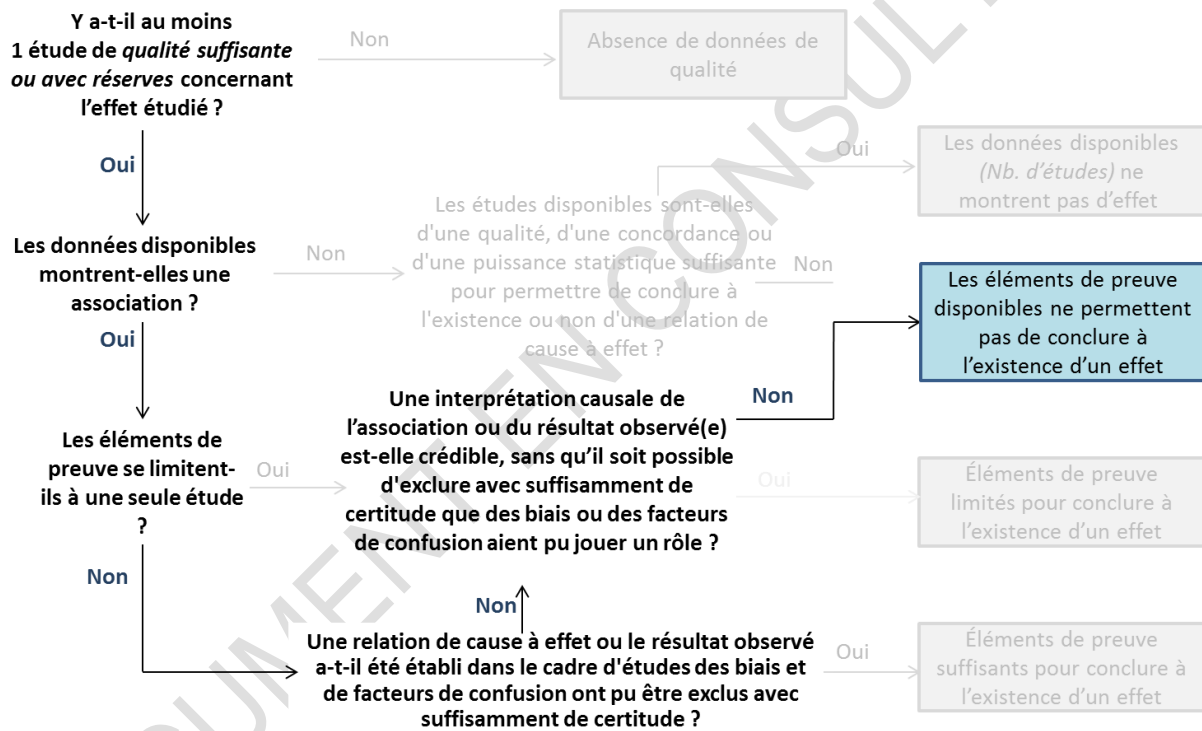 Y a-t-il au moins
1 étude de qualité suffisante
ou avec réserves concernant
l'effet étudié ?
Non
Absence de données de
qualité
Oui
Les données disponibles
montrent-elles une
association ?
Non
Les études disponibles sont-elles
d'une qualité, d'une concordance ou
d'une puissance statistique suffisante
pour permettre de conclure à
l'existence ou non d'une relation de
cause à effet ?
Oui
Les données disponibles
(Nb. d'études) ne
montrent pas d'effet
Non
Les éléments de preuve
disponibles ne permettent
pas de conclure à
l'existence d'un effet
Oui
Les éléments de
preuve se limitent-
ils à une seule étude
?
Oui
Une interprétation causale de
l'association ou du résultat observé(e)
est-elle crédible, sans qu'il soit possible
d'exclure avec suffisamment de
certitude que des biais ou des facteurs
de confusion aient pu jouer un rôle ?
Non
Oui
Éléments de preuve
limités pour conclure à
l'existence d'un effet
Non
Non
Une relation de cause à effet ou le résultat observé
a-t-il été établi dans le cadre d'études des biais et
de facteurs de confusion ont pu être exclus avec
suffisamment de certitude ?
Oui
Éléments de preuve
suffisants pour conclure à
l'existence d'un effet
CUMENT EN CONSUL